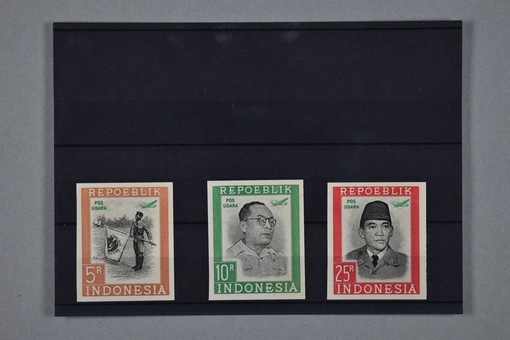 REPOEBLIK
POS
UDARA
5R
INDONESIA
REPOEBLIK
POS
UDARA
10R
INDONESIA
REPOEBLIK
POS
UDARA
25R
INDONESIA